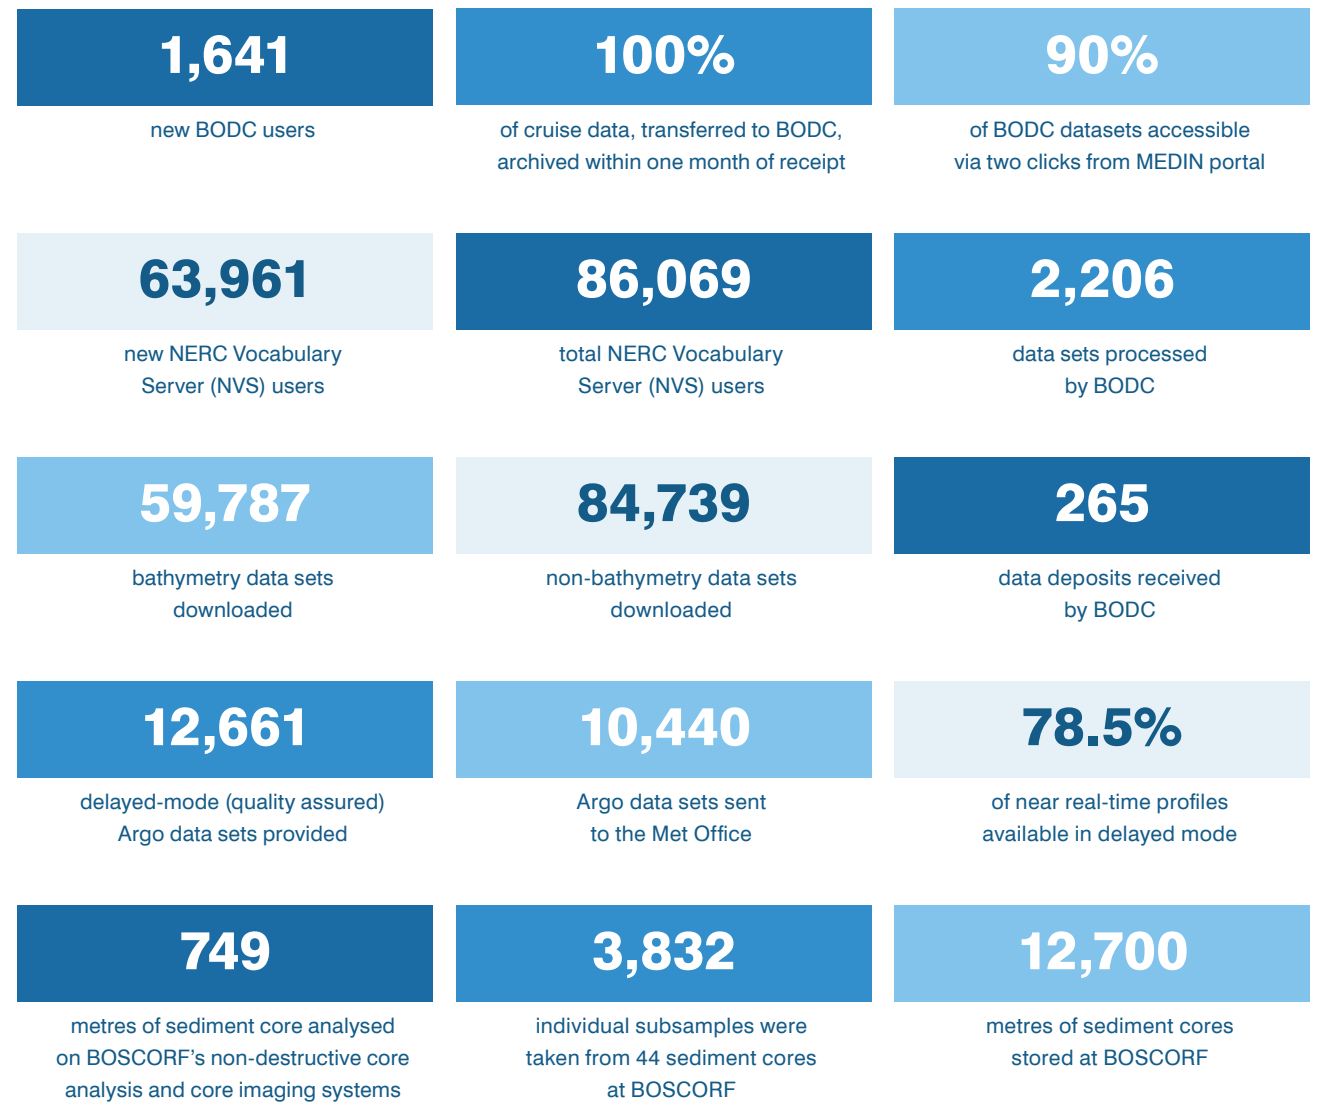 1,641
new BODC users
100%
of cruise data, transferred to BODC,
archived within one month of receipt
90%
of BODC datasets accessible
via two clicks from MEDIN portal
63,961
new NERC Vocabulary
Server (NVS) users
86,069
total NERC Vocabulary
Server (NVS) users
2,206
data sets processed
by BODC
59,787
bathymetry data sets
downloaded
84,739
non-bathymetry data sets
downloaded
265
data deposits received
by BODC
12,661
delayed-mode (quality assured)
Argo data sets provided
10,440
Argo data sets sent
to the Met Office
78.5%
of near real-time profiles
available in delayed mode
749
metres of sediment core analysed
on BOSCORF’s non-destructive core
analysis and core imaging systems
3,832
individual subsamples were
taken from 44 sediment cores
at BOSCORF
12,700
metres of sediment cores
stored at BOSCORF